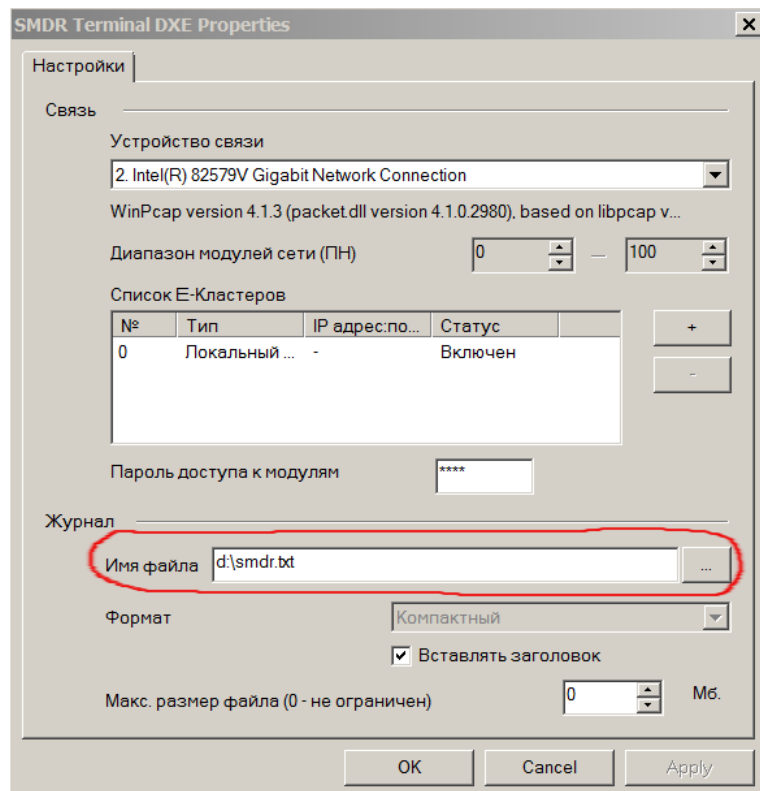 SMDR Terminal DXE Properties
Настройки
Связь
Устройство связи
2. Intel(R) 82579V Gigabit Network Connection
WinPcap version 4.1.3 (packet.dll version 4.1.0.2980), based on libpcap v...
Диапазон модулей сети (ПН) 0 — 100
Список Е-Кластеров
№ Тип IP адрес:по... Статус
0 Локальный ... - Включен
+
-
Пароль доступа к модулям ****
Журнал
Имя файла d:\smdr.txt ...
Формат Компактный
Вставлять заголовок
Макс. размер файла (0 - не ограничен) 0 Мб.
OK Cancel Apply